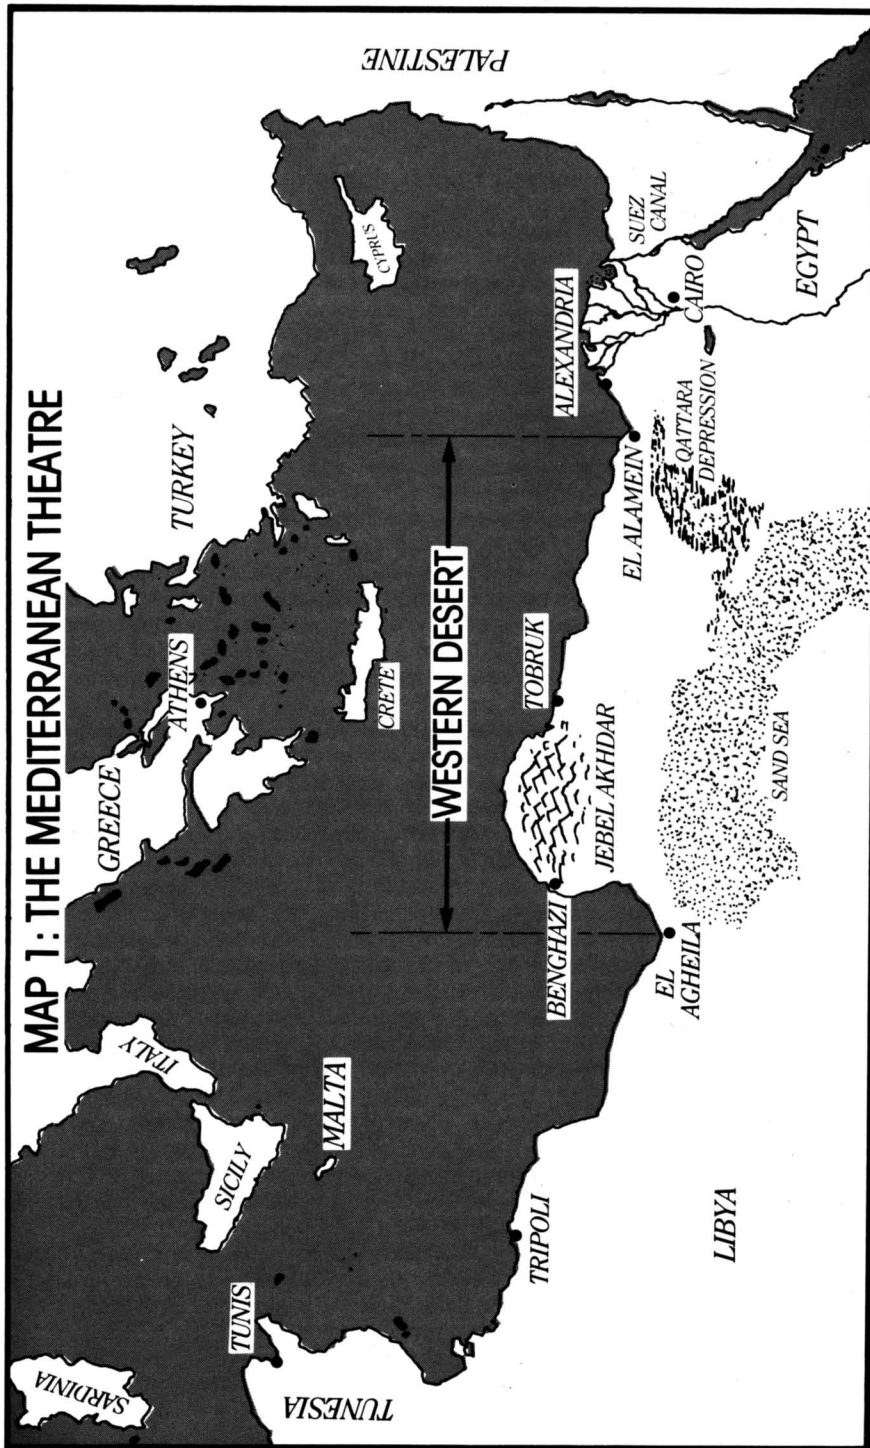 MAP 1: THE MEDITERRANEAN THEATRE
SARDINIA
ITALY
GREECE
TURKEY
ATHENS
SICILY
TUNIS
MALTA
CRETE
CYPRUS
PALESTINE
TUNESIA
WESTERN DESERT
TRIPOLI
BENGHAZI
TOBRUK
ALEXANDRIA
JEBEL AKHDAR
EL ALAMEIN
SUEZ
CANAL
EL
AGHEILA
QATTARA
DEPRESSION
CAIRO
LIBYA
SAND SEA
EGYPT